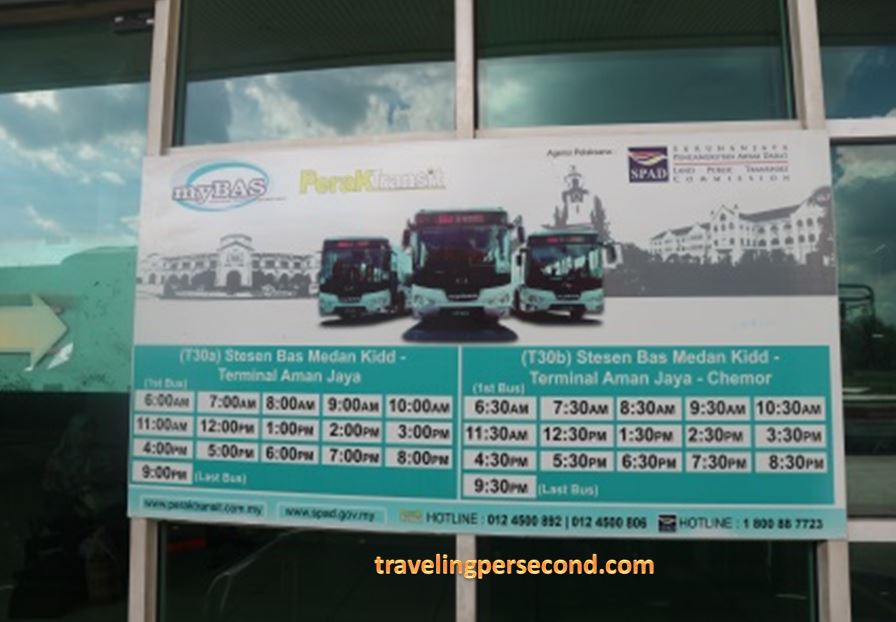 myBAS
PerakTransit
Agensi Pelaksana
SPAD
SURUHANJAYA
PENGANGKUTAN AWAM DARAT
LAND PUBLIC TRANSPORT
COMMISSION
(T30a) Stesen Bas Medan Kidd -
Terminal Aman Jaya
(1st Bus)
6:00AM 7:00AM 8:00AM 9:00AM 10:00AM
11:00AM 12:00PM 1:00PM 2:00PM 3:00PM
4:00PM 5:00PM 6:00PM 7:00PM 8:00PM
9:00PM (Last Bus)
(T30b) Stesen Bas Medan Kidd -
Terminal Aman Jaya - Chemor
(1st Bus)
6:30AM 7:30AM 8:30AM 9:30AM 10:30AM
11:30AM 12:30PM 1:30PM 2:30PM 3:30PM
4:30PM 5:30PM 6:30PM 7:30PM 8:30PM
9:30PM (Last Bus)
www.peraktransit.com.my www.spad.gov.my HOTLINE : 012 4500 892 | 012 4500 806 HOTLINE : 1 800 88 7723
travelingpersecond.com